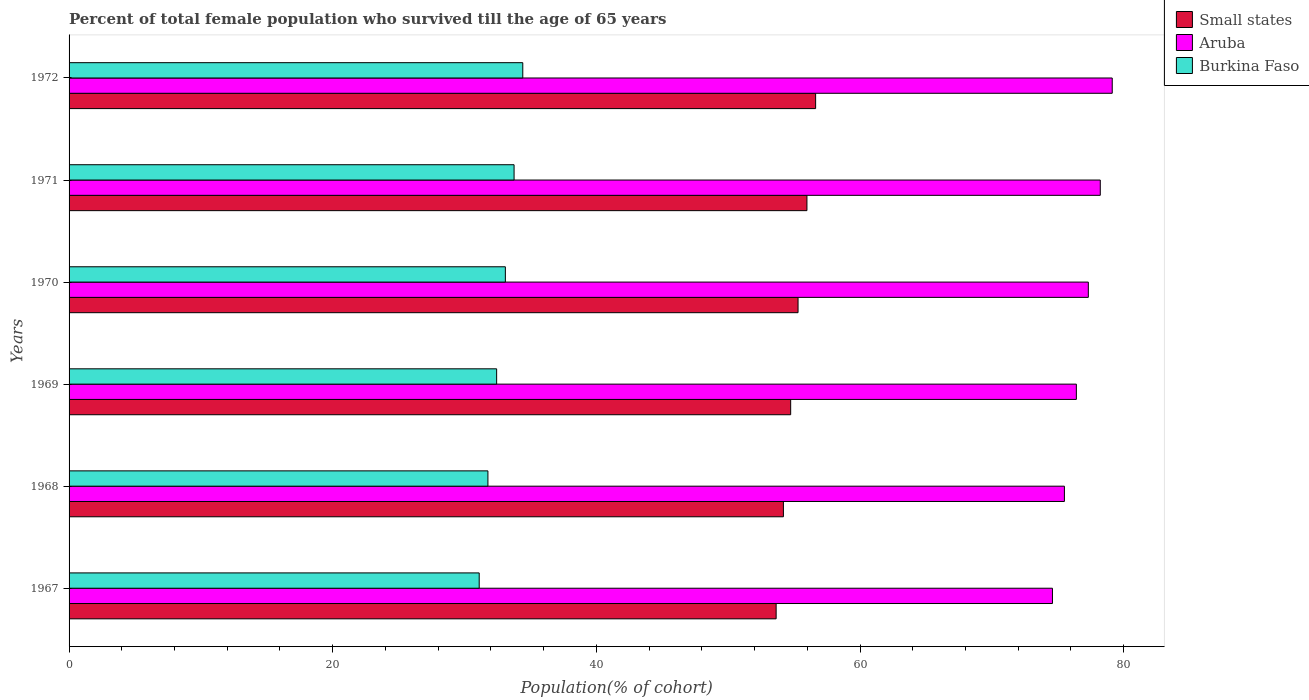 Percent of total female population who survived till the age of 65 years
Small states
Aruba
Burkina Faso
Years
1972
1971
1970
1969
1968
1967
0
20
40
60
80
Population(% of cohort)